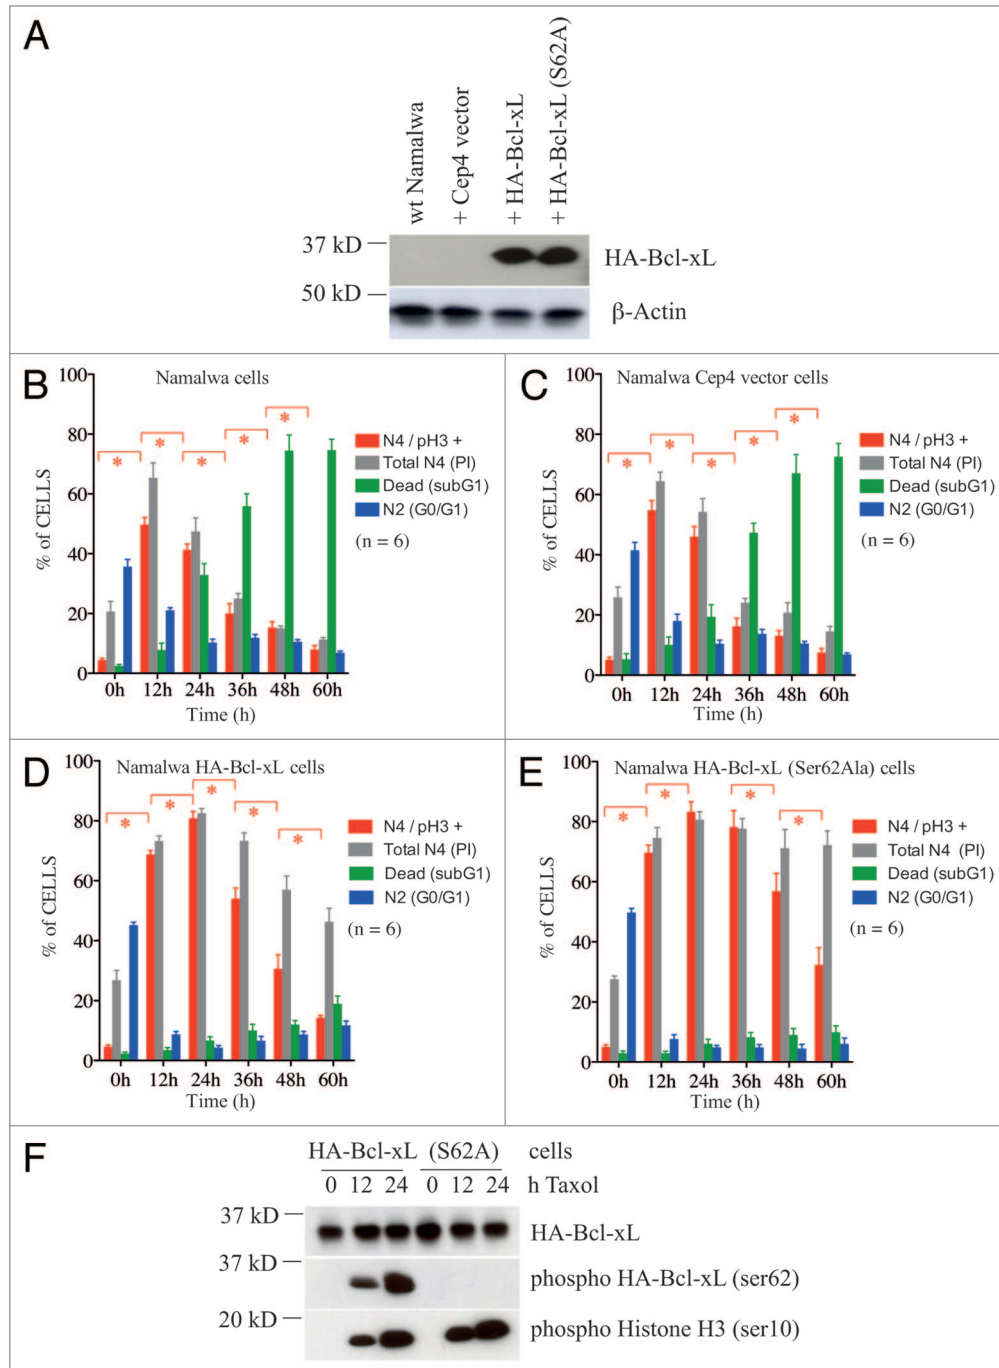 A
wt Namalwa
+ Cep4 vector
+ HA-Bcl-xL
+ HA-Bcl-xL (S62A)
37 kD
HA-Bcl-xL
50 kD
β-Actin
B
Namalwa cells
100
80
60
40
20
0
% of CELLS
* * * * *
N4 / pH3 +
Total N4 (PI)
Dead (subG1)
N2 (G0/G1)
(n = 6)
0h 12h 24h 36h 48h 60h
Time (h)
C
Namalwa Cep4 vector cells
100
80
60
40
20
0
% of CELLS
* * * * *
N4 / pH3 +
Total N4 (PI)
Dead (subG1)
N2 (G0/G1)
(n = 6)
0h 12h 24h 36h 48h 60h
Time (h)
D
Namalwa HA-Bcl-xL cells
100
80
60
40
20
0
% of CELLS
* * * * *
N4 / pH3 +
Total N4 (PI)
Dead (subG1)
N2 (G0/G1)
(n = 6)
0h 12h 24h 36h 48h 60h
Time (h)
E
Namalwa HA-Bcl-xL (Ser62Ala) cells
100
80
60
40
20
0
% of CELLS
* * * *
N4 / pH3 +
Total N4 (PI)
Dead (subG1)
N2 (G0/G1)
(n = 6)
0h 12h 24h 36h 48h 60h
Time (h)
F
HA-Bcl-xL (S62A) cells
0 12 24 0 12 24 h Taxol
37 kD
HA-Bcl-xL
37 kD
phospho HA-Bcl-xL (ser62)
20 kD
phospho Histone H3 (ser10)